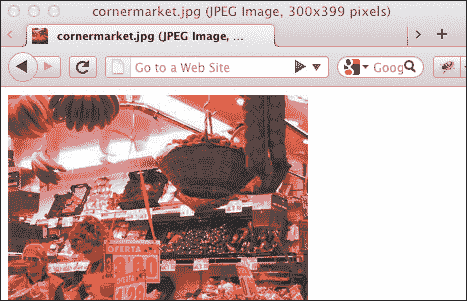 cornermarket.jpg (JPEG Image, 300x399 pixels)
cornermarket.jpg (JPEG Image, ...
Go to a Web Site
Goog
OFERTA